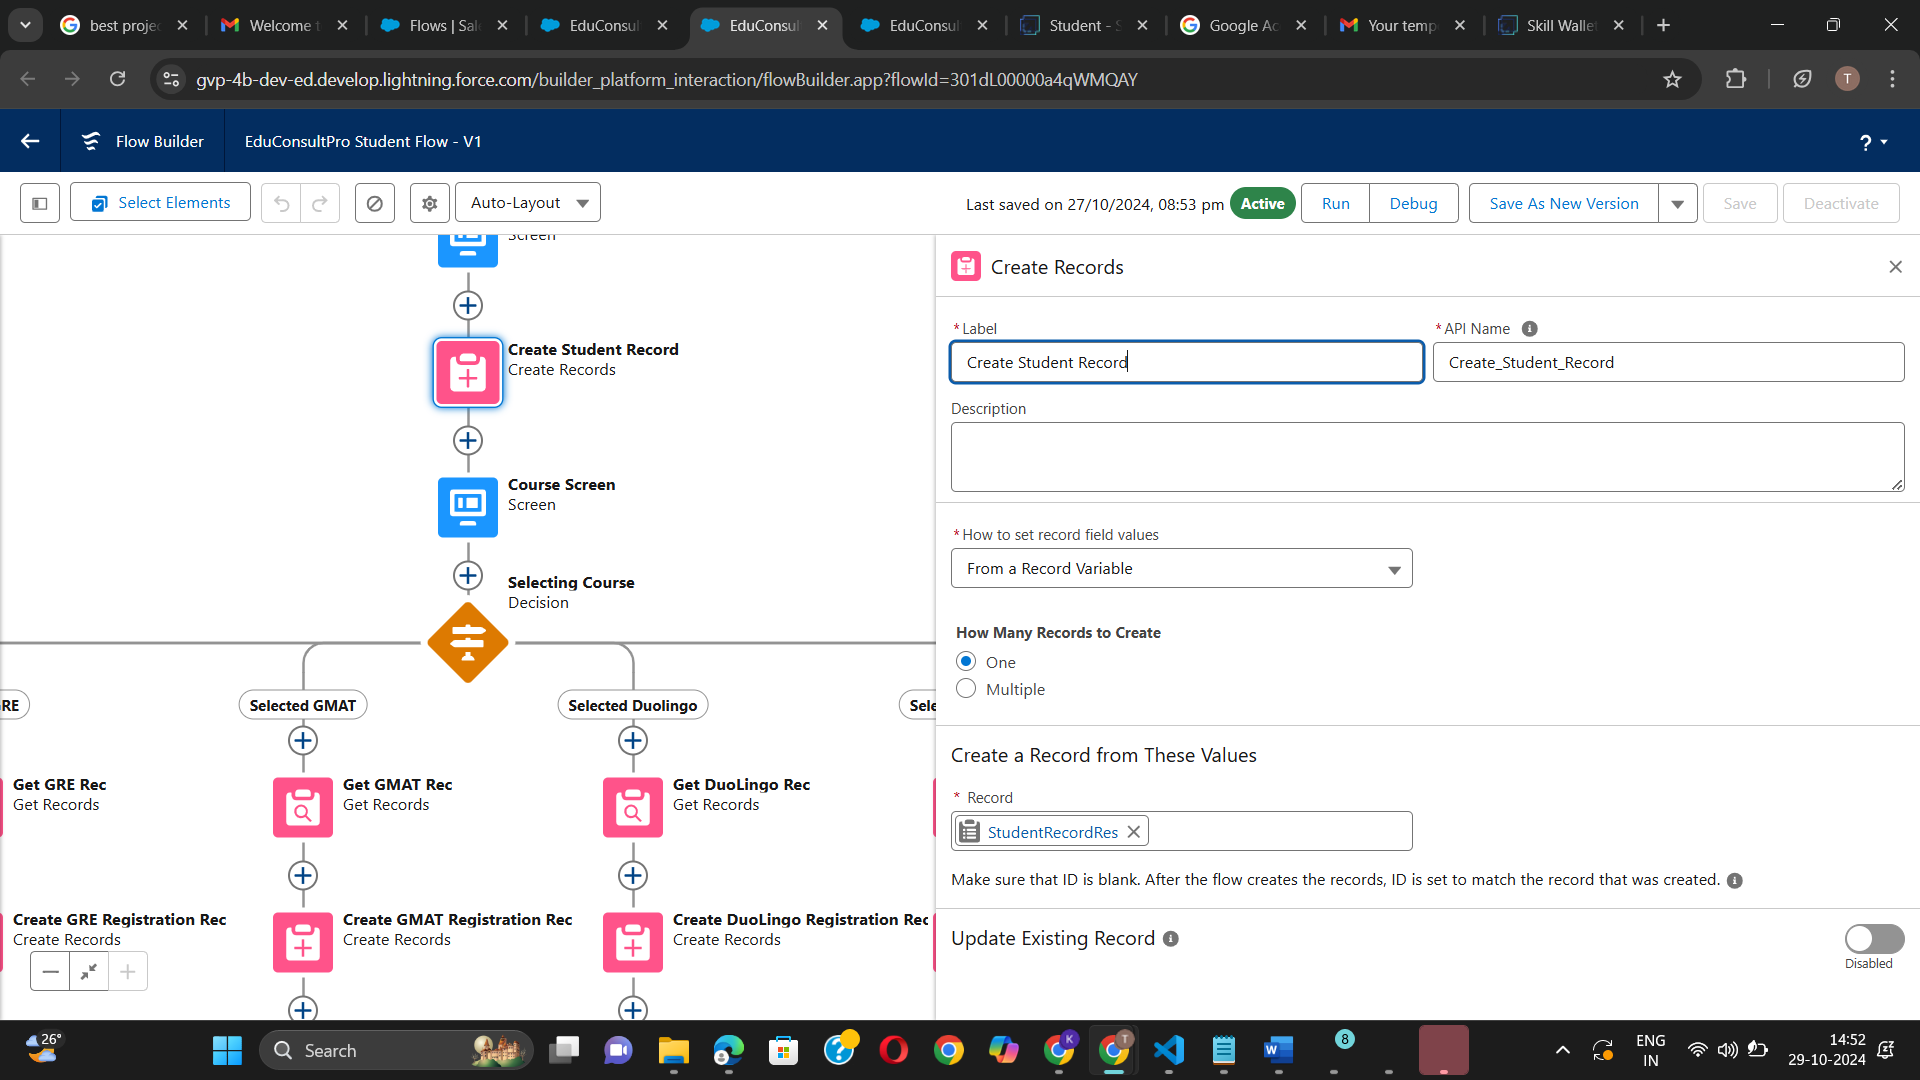 best projec
Welcome t
Flows | Sal
EduConsul
EduConsul
EduConsul
Student - S
Google Ac
Your temp
Skill Wallet
gvp-4b-dev-ed.develop.lightning.force.com/builder_platform_interaction/flowBuilder.app?flowId=301dL00000a4qWMQAY
T
Flow Builder
EduConsultPro Student Flow - V1
?
Select Elements
Auto-Layout
Last saved on 27/10/2024, 08:53 pm
Active
Run
Debug
Save As New Version
Save
Deactivate
Screen
Create Student Record
Create Records
Course Screen
Screen
Selecting Course
Decision
RE
Selected GMAT
Selected Duolingo
Sele
Get GRE Rec
Get Records
Get GMAT Rec
Get Records
Get DuoLingo Rec
Get Records
Create GRE Registration Rec
Create Records
Create GMAT Registration Rec
Create Records
Create DuoLingo Registration Rec
Create Records
Create Records
* Label
Create Student Record
* API Name
Create_Student_Record
Description
* How to set record field values
From a Record Variable
How Many Records to Create
One
Multiple
Create a Record from These Values
* Record
StudentRecordRes
Make sure that ID is blank. After the flow creates the records, ID is set to match the record that was created.
Update Existing Record
Disabled
26°
Search
K
T
8
ENG
IN
14:52
29-10-2024